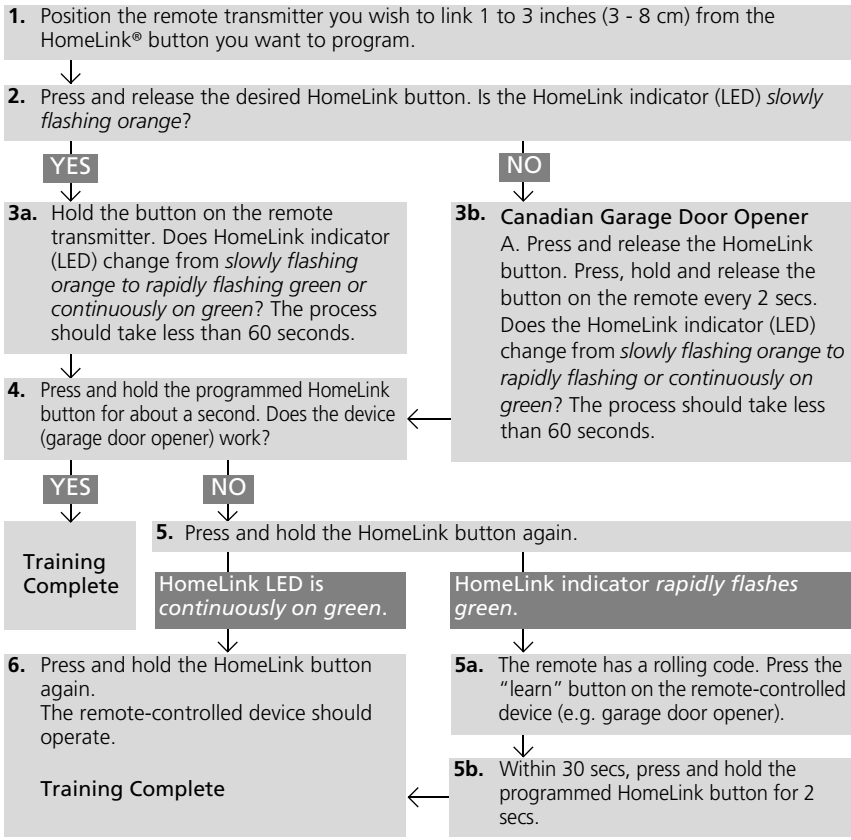 1. Position the remote transmitter you wish to link 1 to 3 inches (3 - 8 cm) from the
HomeLink® button you want to program.
2. Press and release the desired HomeLink button. Is the HomeLink indicator (LED) slowly
flashing orange?
YES
NO
3a. Hold the button on the remote
transmitter. Does HomeLink indicator
(LED) change from slowly flashing
orange to rapidly flashing green or
continuously on green? The process
should take less than 60 seconds.
3b. Canadian Garage Door Opener
A. Press and release the HomeLink
button. Press, hold and release the
button on the remote every 2 secs.
Does the HomeLink indicator (LED)
change from slowly flashing orange to
rapidly flashing or continuously on
green? The process should take less
than 60 seconds.
4. Press and hold the programmed HomeLink
button for about a second. Does the device
(garage door opener) work?
YES
NO
Training
Complete
5. Press and hold the HomeLink button again.
HomeLink LED is
continuously on green.
HomeLink indicator rapidly flashes
green.
6. Press and hold the HomeLink button
again.
The remote-controlled device should
operate.
Training Complete
5a. The remote has a rolling code. Press the
“learn” button on the remote-controlled
device (e.g. garage door opener).
5b. Within 30 secs, press and hold the
programmed HomeLink button for 2
secs.